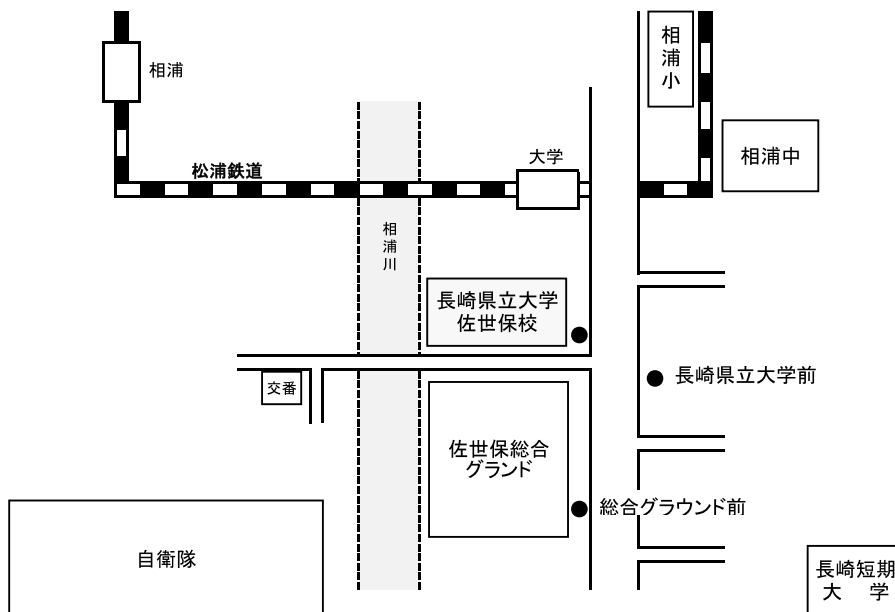 相浦小
相浦
相浦中
大学
松浦鉄道
相浦川
長崎県立大学
佐世保校
長崎県立大学前
交番
佐世保総合
グランド
総合グラウンド前
自衛隊
長崎短期
大 学